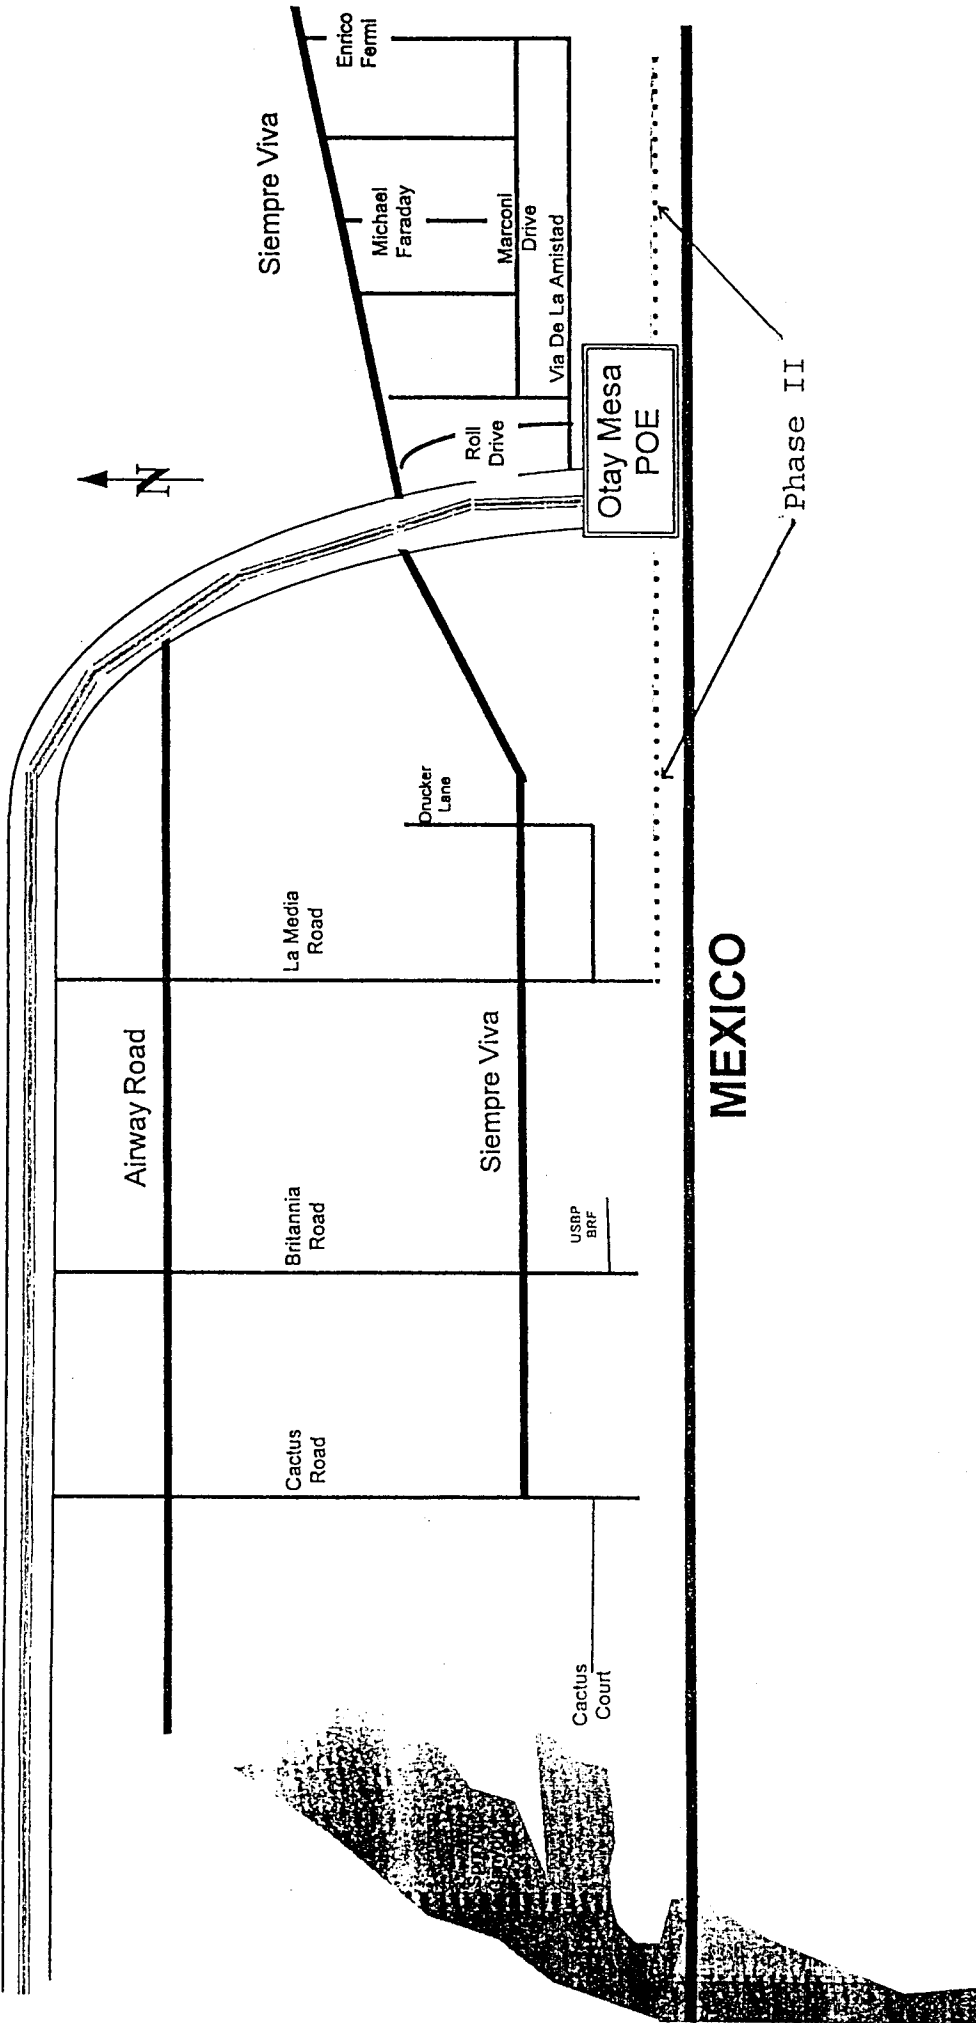 Siempre Viva
Enrico
Fermi
Michael
Faraday
Marconi
Drive
Via De La Amistad
Roll
Drive
N
Otay Mesa
POE
Phase II
Drucker
Lane
La Media
Road
Airway Road
Siempre Viva
Britannia
Road
USBP
BRF
Cactus
Road
Cactus
Court
MEXICO